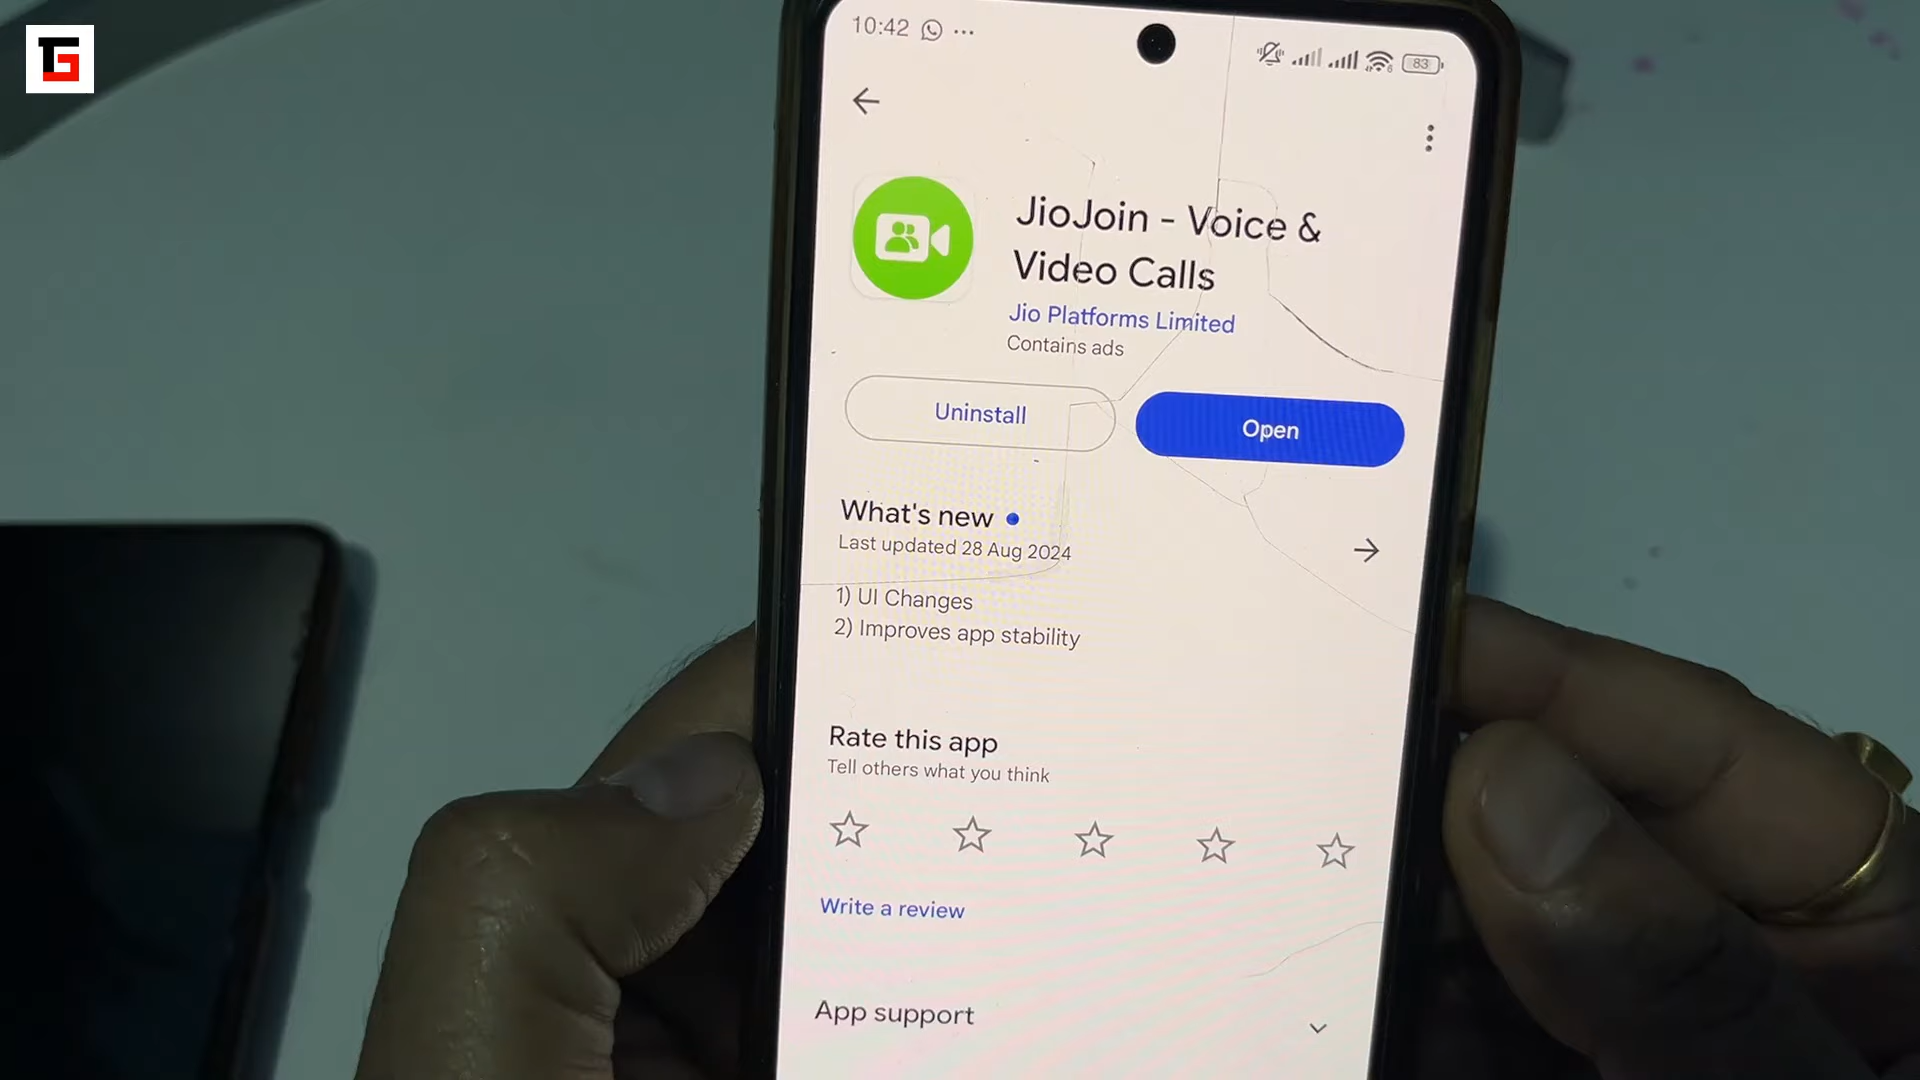 TG
10:42
83
JioJoin - Voice &
Video Calls
Jio Platforms Limited
Contains ads
Uninstall
Open
What's new
Last updated 28 Aug 2024
1) UI Changes
2) Improves app stability
Rate this app
Tell others what you think
Write a review
App support